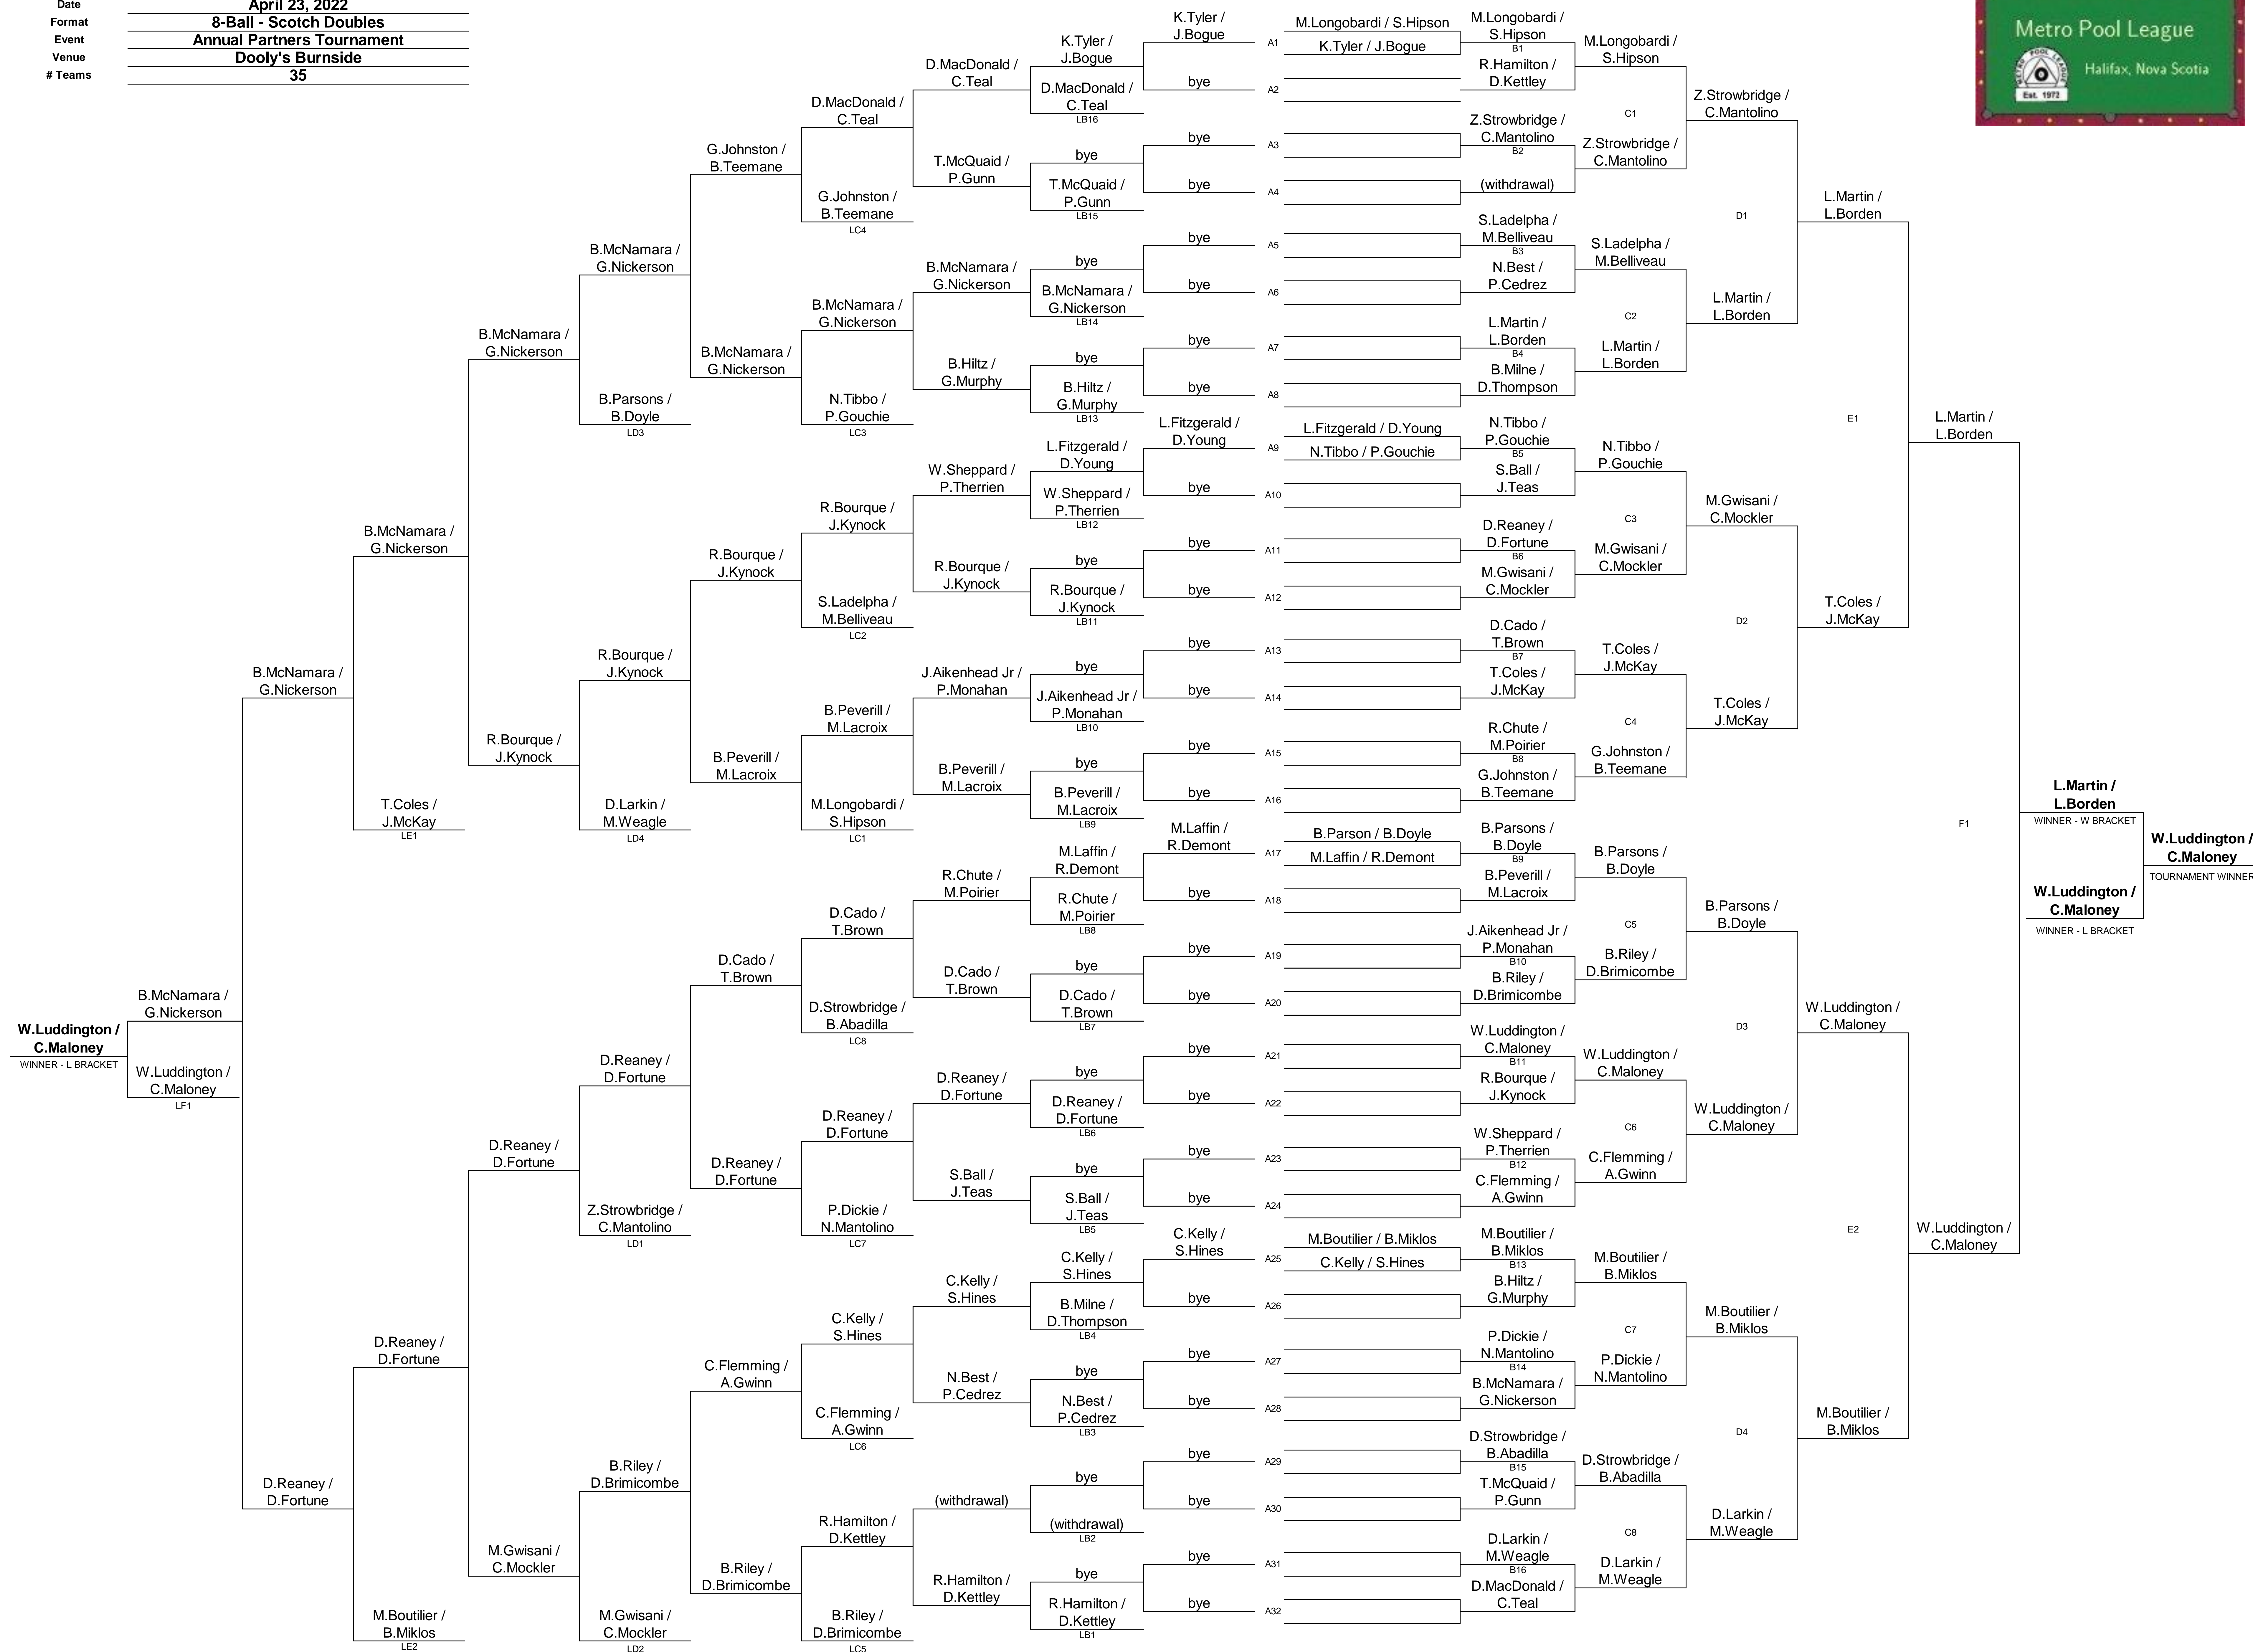 Date
April 23, 2022
Format
8-Ball - Scotch Doubles
Event
Annual Partners Tournament
Venue
Dooly's Burnside
# Teams
35
Metro Pool League
METRO POOL LEAGUE
Est. 1972
Halifax, Nova Scotia
W.Luddington /
C.Maloney
WINNER - L BRACKET
B.McNamara /
G.Nickerson
W.Luddington /
C.Maloney
LF1
B.McNamara /
G.Nickerson
D.Reaney /
D.Fortune
B.McNamara /
G.Nickerson
T.Coles /
J.McKay
LE1
D.Reaney /
D.Fortune
M.Boutilier /
B.Miklos
LE2
B.McNamara /
G.Nickerson
R.Bourque /
J.Kynock
D.Reaney /
D.Fortune
M.Gwisani /
C.Mockler
B.McNamara /
G.Nickerson
B.Parsons /
B.Doyle
LD3
R.Bourque /
J.Kynock
D.Larkin /
M.Weagle
LD4
D.Reaney /
D.Fortune
Z.Strowbridge /
C.Mantolino
LD1
B.Riley /
D.Brimicombe
M.Gwisani /
C.Mockler
LD2
G.Johnston /
B.Teemane
B.McNamara /
G.Nickerson
R.Bourque /
J.Kynock
B.Peverill /
M.Lacroix
D.Cado /
T.Brown
D.Reaney /
D.Fortune
C.Flemming /
A.Gwinn
B.Riley /
D.Brimicombe
D.MacDonald /
C.Teal
G.Johnston /
B.Teemane
LC4
B.McNamara /
G.Nickerson
N.Tibbo /
P.Gouchie
LC3
R.Bourque /
J.Kynock
S.Ladelpha /
M.Belliveau
LC2
B.Peverill /
M.Lacroix
M.Longobardi /
S.Hipson
LC1
D.Cado /
T.Brown
D.Strowbridge /
B.Abadilla
LC8
D.Reaney /
D.Fortune
P.Dickie /
N.Mantolino
LC7
C.Kelly /
S.Hines
C.Flemming /
A.Gwinn
LC6
R.Hamilton /
D.Kettley
B.Riley /
D.Brimicombe
LC5
D.MacDonald /
C.Teal
T.McQuaid /
P.Gunn
B.McNamara /
G.Nickerson
B.Hiltz /
G.Murphy
W.Sheppard /
P.Therrien
R.Bourque /
J.Kynock
J.Aikenhead Jr /
P.Monahan
B.Peverill /
M.Lacroix
R.Chute /
M.Poirier
D.Cado /
T.Brown
D.Reaney /
D.Fortune
S.Ball /
J.Teas
C.Kelly /
S.Hines
N.Best /
P.Cedrez
(withdrawal)
R.Hamilton /
D.Kettley
K.Tyler /
J.Bogue
D.MacDonald /
C.Teal
LB16
bye
T.McQuaid /
P.Gunn
LB15
bye
B.McNamara /
G.Nickerson
LB14
bye
B.Hiltz /
G.Murphy
LB13
L.Fitzgerald /
D.Young
W.Sheppard /
P.Therrien
LB12
bye
R.Bourque /
J.Kynock
LB11
bye
J.Aikenhead Jr /
P.Monahan
LB10
bye
B.Peverill /
M.Lacroix
LB9
M.Laffin /
R.Demont
R.Chute /
M.Poirier
LB8
bye
D.Cado /
T.Brown
LB7
bye
D.Reaney /
D.Fortune
LB6
bye
S.Ball /
J.Teas
LB5
C.Kelly /
S.Hines
B.Milne /
D.Thompson
LB4
bye
N.Best /
P.Cedrez
LB3
bye
(withdrawal)
LB2
bye
R.Hamilton /
D.Kettley
LB1
K.Tyler /
J.Bogue
bye
bye
bye
bye
bye
bye
bye
L.Fitzgerald /
D.Young
bye
bye
bye
bye
bye
bye
bye
M.Laffin /
R.Demont
bye
bye
bye
bye
bye
bye
bye
C.Kelly /
S.Hines
bye
bye
bye
bye
bye
bye
bye
A1
A2
A3
A4
A5
A6
A7
A8
A9
A10
A11
A12
A13
A14
A15
A16
A17
A18
A19
A20
A21
A22
A23
A24
A25
A26
A27
A28
A29
A30
A31
A32
M.Longobardi / S.Hipson
K.Tyler / J.Bogue
L.Fitzgerald / D.Young
N.Tibbo / P.Gouchie
B.Parson / B.Doyle
M.Laffin / R.Demont
M.Boutilier / B.Miklos
C.Kelly / S.Hines
M.Longobardi /
S.Hipson
B1
R.Hamilton /
D.Kettley
Z.Strowbridge /
C.Mantolino
B2
(withdrawal)
S.Ladelpha /
M.Belliveau
B3
N.Best /
P.Cedrez
L.Martin /
L.Borden
B4
B.Milne /
D.Thompson
N.Tibbo /
P.Gouchie
B5
S.Ball /
J.Teas
D.Reaney /
D.Fortune
B6
M.Gwisani /
C.Mockler
D.Cado /
T.Brown
B7
T.Coles /
J.McKay
R.Chute /
M.Poirier
B8
G.Johnston /
B.Teemane
B.Parsons /
B.Doyle
B9
B.Peverill /
M.Lacroix
J.Aikenhead Jr /
P.Monahan
B10
B.Riley /
D.Brimicombe
W.Luddington /
C.Maloney
B11
R.Bourque /
J.Kynock
W.Sheppard /
P.Therrien
B12
C.Flemming /
A.Gwinn
M.Boutilier /
B.Miklos
B13
B.Hiltz /
G.Murphy
P.Dickie /
N.Mantolino
B14
B.McNamara /
G.Nickerson
D.Strowbridge /
B.Abadilla
B15
T.McQuaid /
P.Gunn
D.Larkin /
M.Weagle
B16
D.MacDonald /
C.Teal
M.Longobardi /
S.Hipson
C1
Z.Strowbridge /
C.Mantolino
S.Ladelpha /
M.Belliveau
C2
L.Martin /
L.Borden
N.Tibbo /
P.Gouchie
C3
M.Gwisani /
C.Mockler
T.Coles /
J.McKay
C4
G.Johnston /
B.Teemane
B.Parsons /
B.Doyle
C5
B.Riley /
D.Brimicombe
W.Luddington /
C.Maloney
C6
C.Flemming /
A.Gwinn
M.Boutilier /
B.Miklos
C7
P.Dickie /
N.Mantolino
D.Strowbridge /
B.Abadilla
C8
D.Larkin /
M.Weagle
Z.Strowbridge /
C.Mantolino
D1
L.Martin /
L.Borden
M.Gwisani /
C.Mockler
D2
T.Coles /
J.McKay
B.Parsons /
B.Doyle
D3
W.Luddington /
C.Maloney
M.Boutilier /
B.Miklos
D4
D.Larkin /
M.Weagle
L.Martin /
L.Borden
E1
T.Coles /
J.McKay
W.Luddington /
C.Maloney
E2
M.Boutilier /
B.Miklos
L.Martin /
L.Borden
F1
W.Luddington /
C.Maloney
L.Martin /
L.Borden
WINNER - W BRACKET
W.Luddington /
C.Maloney
WINNER - L BRACKET
W.Luddington /
C.Maloney
TOURNAMENT WINNER